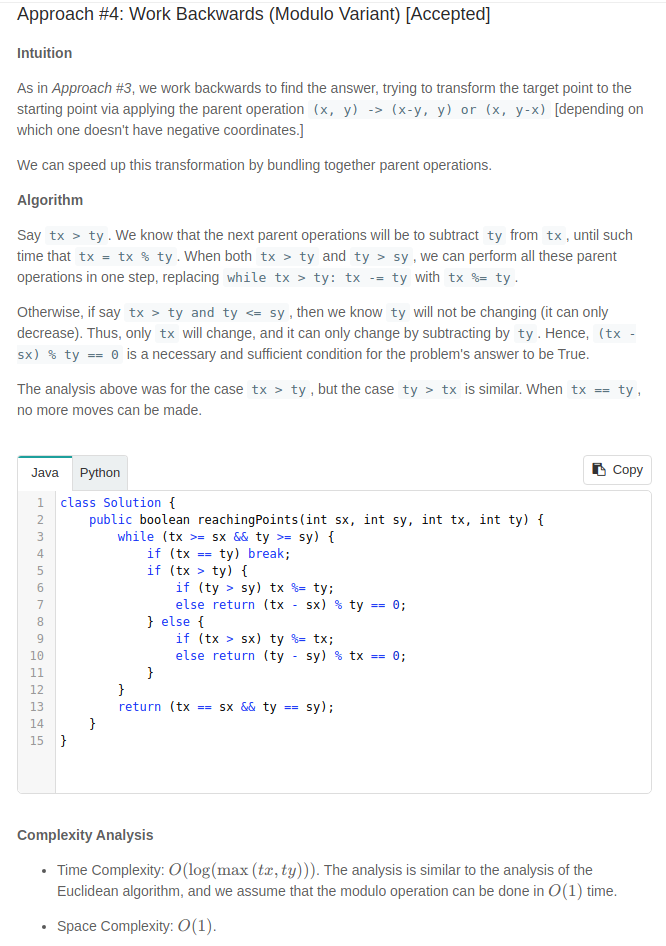 Approach #4: Work Backwards (Modulo Variant) [Accepted]
Intuition
As in Approach #3, we work backwards to find the answer, trying to transform the target point to the
starting point via applying the parent operation (x, y) -> (x-y, y) or (x, y-x) [depending on
which one doesn't have negative coordinates.]
We can speed up this transformation by bundling together parent operations.
Algorithm
Say tx > ty. We know that the next parent operations will be to subtract ty from tx, until such
time that tx = tx % ty. When both tx > ty and ty > sy, we can perform all these parent
operations in one step, replacing while tx > ty: tx -= ty with tx %= ty.
Otherwise, if say tx > ty and ty <= sy, then we know ty will not be changing (it can only
decrease). Thus, only tx will change, and it can only change by subtracting by ty. Hence, (tx -
sx) % ty == 0 is a necessary and sufficient condition for the problem's answer to be True.
The analysis above was for the case tx > ty, but the case ty > tx is similar. When tx == ty,
no more moves can be made.
Java Python Copy
1 class Solution {
2     public boolean reachingPoints(int sx, int sy, int tx, int ty) {
3         while (tx >= sx && ty >= sy) {
4             if (tx == ty) break;
5             if (tx > ty) {
6                 if (ty > sy) tx %= ty;
7                 else return (tx - sx) % ty == 0;
8             } else {
9                 if (tx > sx) ty %= tx;
10                 else return (ty - sy) % tx == 0;
11             }
12         }
13         return (tx == sx && ty == sy);
14     }
15 }
Complexity Analysis
• Time Complexity: O(log(max (tx, ty))). The analysis is similar to the analysis of the
Euclidean algorithm, and we assume that the modulo operation can be done in O(1) time.
• Space Complexity: O(1).